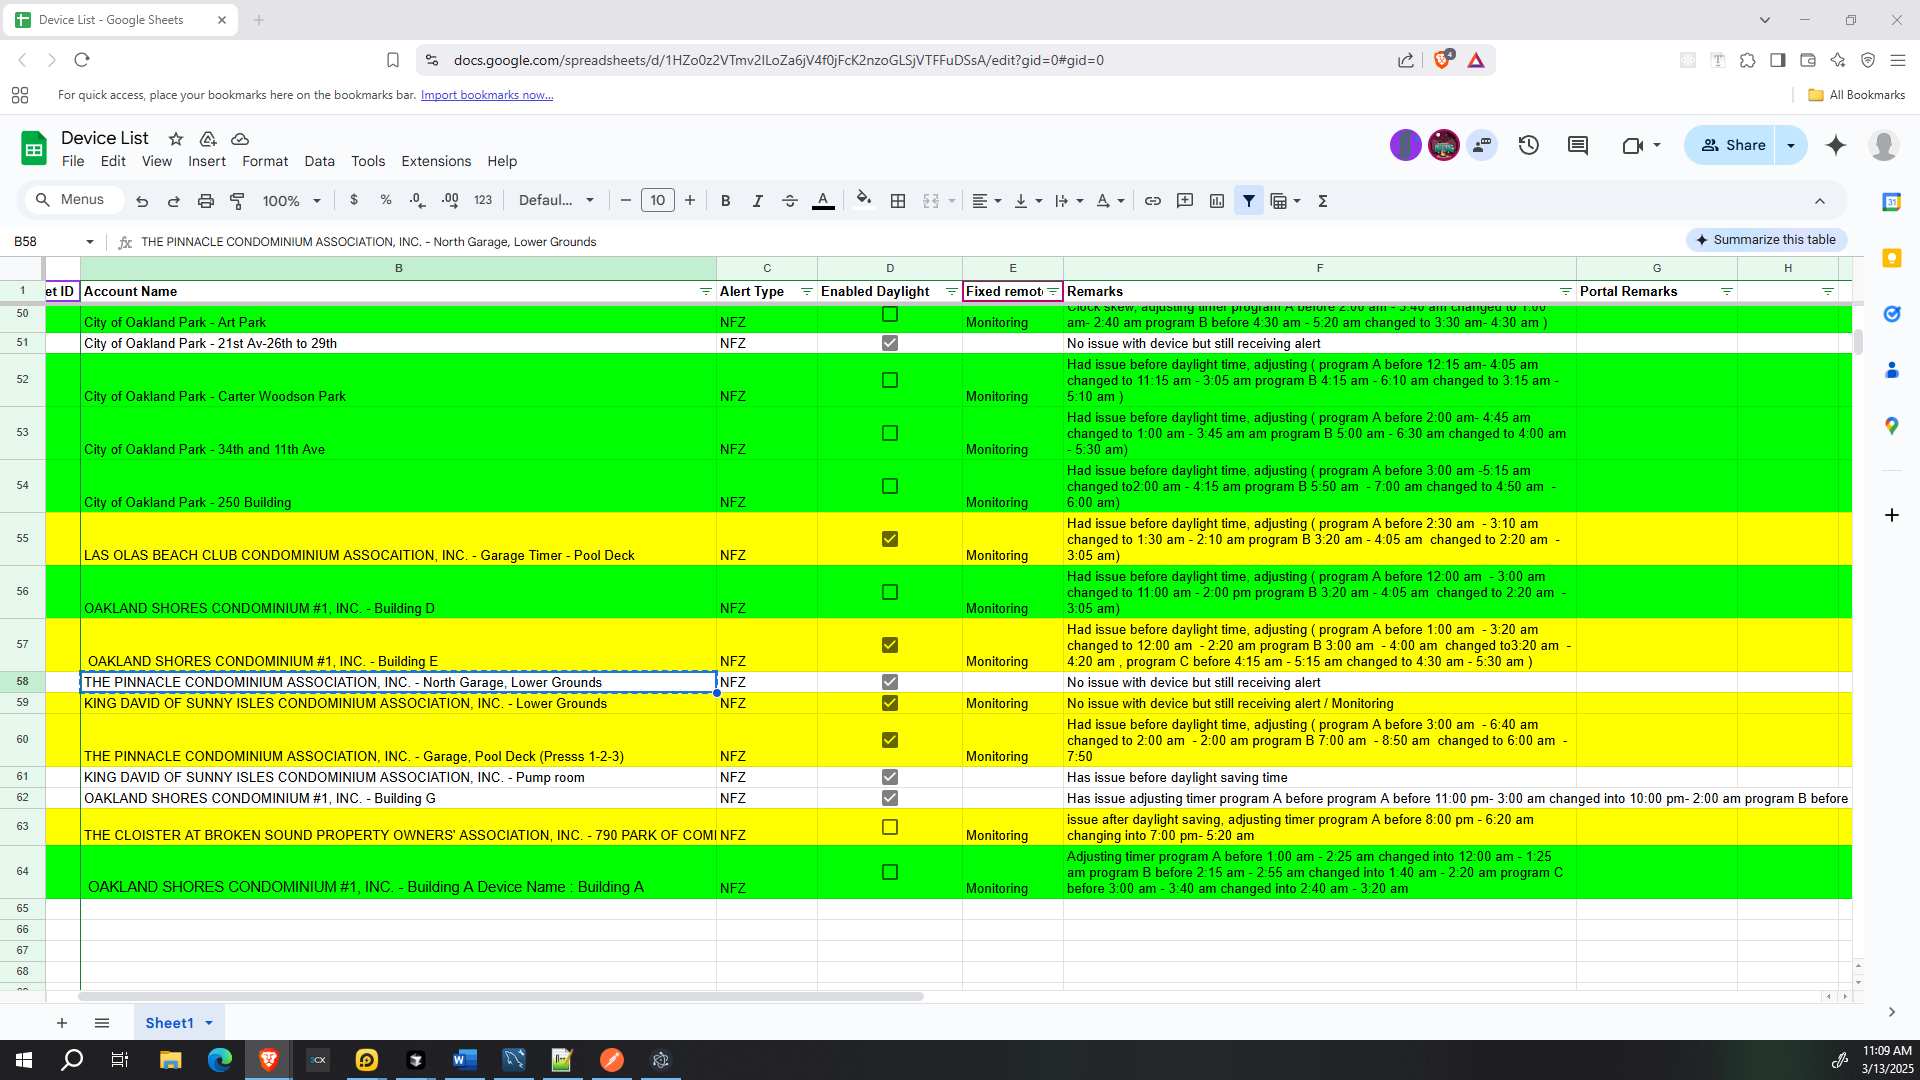 Device List - Google Sheets
docs.google.com/spreadsheets/d/1HZo0z2VTmv2ILoZa6jV4f0jFcK2nzoGLSjVTFFuDSsA/edit?gid=0#gid=0
4
For quick access, place your bookmarks here on the bookmarks bar. Import bookmarks now...
All Bookmarks
Device List
File Edit View Insert Format Data Tools Extensions Help
Share
Menus 100% $ % .0 .00 123 Defaul... 10 B I A
B58 fx THE PINNACLE CONDOMINIUM ASSOCIATION, INC. - North Garage, Lower Grounds
Summarize this table
B C D E F G H
1 et ID Account Name Alert Type Enabled Daylight Fixed remot Remarks Portal Remarks
50 City of Oakland Park - Art Park NFZ Monitoring Clock skew, adjusting timer program A before 2:00 am - 3:40 am changed to 1:00
am- 2:40 am program B before 4:30 am - 5:20 am changed to 3:30 am- 4:30 am )
51 City of Oakland Park - 21st Av-26th to 29th NFZ No issue with device but still receiving alert
52 City of Oakland Park - Carter Woodson Park NFZ Monitoring Had issue before daylight time, adjusting ( program A before 12:15 am- 4:05 am
changed to 11:15 am - 3:05 am program B 4:15 am - 6:10 am changed to 3:15 am -
5:10 am )
53 City of Oakland Park - 34th and 11th Ave NFZ Monitoring Had issue before daylight time, adjusting ( program A before 2:00 am- 4:45 am
changed to 1:00 am - 3:45 am am program B 5:00 am - 6:30 am changed to4:00 am
- 5:30 am)
54 City of Oakland Park - 250 Building NFZ Monitoring Had issue before daylight time, adjusting ( program A before 3:00 am -5:15 am
changed to2:00 am - 4:15 am program B 5:50 am - 7:00 am changed to 4:50 am -
6:00 am)
55 LAS OLAS BEACH CLUB CONDOMINIUM ASSOCAITION, INC. - Garage Timer - Pool Deck NFZ Monitoring Had issue before daylight time, adjusting ( program A before 2:30 am - 3:10 am
changed to 1:30 am - 2:10 am program B 3:20 am - 4:05 am changed to 2:20 am -
3:05 am)
56 OAKLAND SHORES CONDOMINIUM #1, INC. - Building D NFZ Monitoring Had issue before daylight time, adjusting ( program A before 12:00 am - 3:00 am
changed to 11:00 am - 2:00 pm program B 3:20 am - 4:05 am changed to 2:20 am -
3:05 am)
57 OAKLAND SHORES CONDOMINIUM #1, INC. - Building E NFZ Monitoring Had issue before daylight time, adjusting ( program A before 1:00 am - 3:20 am
changed to 12:00 am - 2:20 am program B 3:00 am - 4:00 am changed to3:20 am -
4:20 am , program C before 4:15 am - 5:15 am changed to 4:30 am - 5:30 am )
58 THE PINNACLE CONDOMINIUM ASSOCIATION, INC. - North Garage, Lower Grounds NFZ No issue with device but still receiving alert
59 KING DAVID OF SUNNY ISLES CONDOMINIUM ASSOCIATION, INC. - Lower Grounds NFZ Monitoring No issue with device but still receiving alert / Monitoring
60 THE PINNACLE CONDOMINIUM ASSOCIATION, INC. - Garage, Pool Deck (Presss 1-2-3) NFZ Monitoring Had issue before daylight time, adjusting ( program A before 3:00 am - 6:40 am
changed to 2:00 am - 2:00 am program B 7:00 am - 8:50 am changed to 6:00 am -
7:50
61 KING DAVID OF SUNNY ISLES CONDOMINIUM ASSOCIATION, INC. - Pump room NFZ Has issue before daylight saving time
62 OAKLAND SHORES CONDOMINIUM #1, INC. - Building G NFZ Has issue adjusting timer program A before program A before 11:00 pm- 3:00 am changed into 10:00 pm- 2:00 am program B before
63 THE CLOISTER AT BROKEN SOUND PROPERTY OWNERS' ASSOCIATION, INC. - 790 PARK OF COM NFZ Monitoring issue after daylight saving, adjusting timer program A before 8:00 pm - 6:20 am
changing into 7:00 pm- 5:20 am
64 OAKLAND SHORES CONDOMINIUM #1, INC. - Building A Device Name : Building A NFZ Monitoring Adjusting timer program A before 1:00 am - 2:25 am changed into 12:00 am - 1:25
am program B before 2:15 am - 2:55 am changed into 1:40 am - 2:20 am program C
before 3:00 am - 3:40 am changed into 2:40 am - 3:20 am
65
66
67
68
Sheet1
31
3CX
11:09 AM
3/13/2025